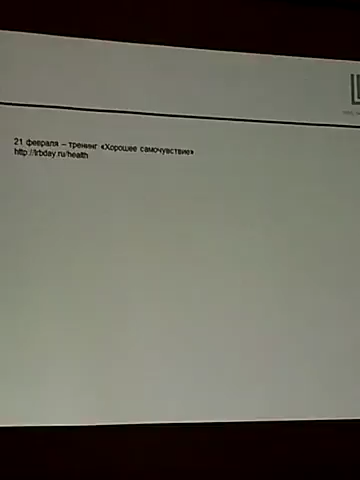 21 февраля – тренинг «Хорошее самочувствие»
http://lrbday.ru/health